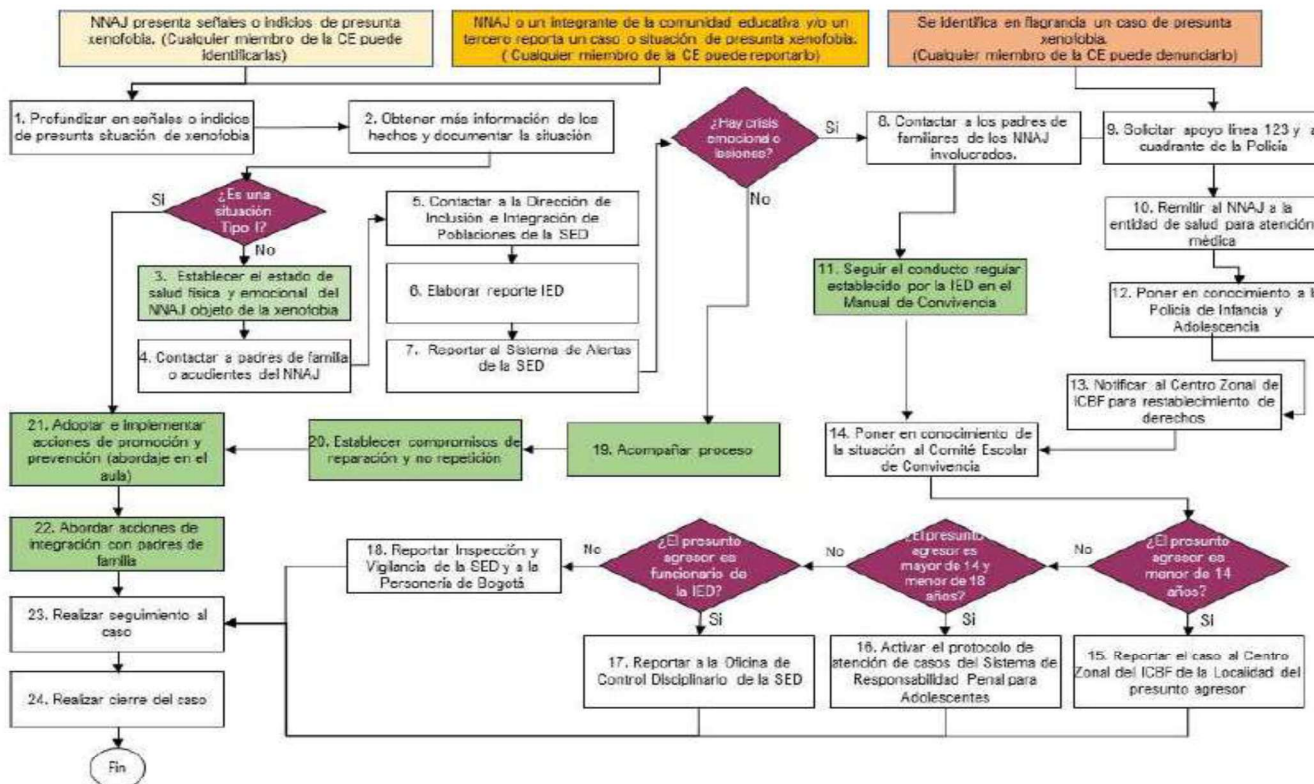 NNAJ presenta señales o indicios de presunta
xenofobia. (Cualquier miembro de la CE puede
identificarlas)
NNAJ o un integrante de la comunidad educativa y/o un
tercero reporta un caso o situación de presunta xenofobia.
( Cualquier miembro de la CE puede reportarlo)
Se identifica en flagrancia un caso de presunta
xenofobia.
(Cualquier miembro de la CE puede denunciarlo)
1. Profundizar en señales o indicios
de presunta situación de xenofobia
2. Obtener más información de los
hechos y documentar la situación
¿Hay crisis
emocional o
lesiones?
Si
No
8. Contactar a los padres de
familiares de los NNAJ
involucrados.
9. Solicitar apoyo línea 123 y
cuadrante de la Policía
¿Es una
situación
Tipo I?
Si
No
5. Contactar a la Dirección de
Inclusión e Integración de
Poblaciones de la SED
10. Remitir al NNAJ a la
entidad de salud para atención
médica
3. Establecer el estado de
salud física y emocional del
NNAJ objeto de la xenofobia
6. Elaborar reporte IED
11. Seguir el conducto regular
establecido por la IED en el
Manual de Convivencia
12. Poner en conocimiento a
Policía de Infancia y
Adolescencia
4. Contactar a padres de familia
o acudientes del NNAJ
7. Reportar al Sistema de Alertas
de la SED
13. Notificar al Centro Zonal de
ICBF para restablecimiento de
derechos
21. Adoptar e implementar
acciones de promoción y
prevención (abordaje en el
aula)
20. Establecer compromisos de
reparación y no repetición
19. Acompañar proceso
14. Poner en conocimiento de
la situación al Comité Escolar
de Convivencia
22. Abordar acciones de
integración con padres de
familia
18. Reportar Inspección y
Vigilancia de la SED y a la
Personería de Bogotá
No
¿El presunto
agresor es
funcionario de
la IED?
Si
No
¿El presunto
agresor es
mayor de 14 y
menor de 18
años?
Si
No
¿El presunto
agresor es
menor de 14
años?
Si
23. Realizar seguimiento al
caso
17. Reportar a la Oficina de
Control Disciplinario de la SED
16. Activar el protocolo de
atención de casos del Sistema de
Responsabilidad Penal para
Adolescentes
15. Reportar el caso al Centro
Zonal del ICBF de la Localidad del
presunto agresor
24. Realizar cierre del caso
Fin